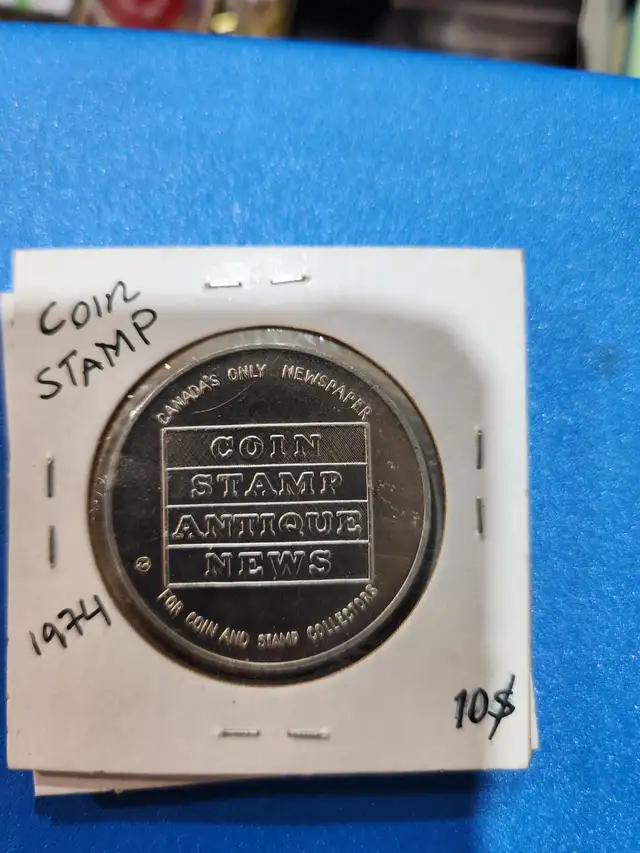 COIN
STAMP
CANADA'S ONLY NEWSPAPER
COIN
STAMP
ANTIQUE
NEWS
FOR COIN AND STAMP COLLECTORS
1974
10$